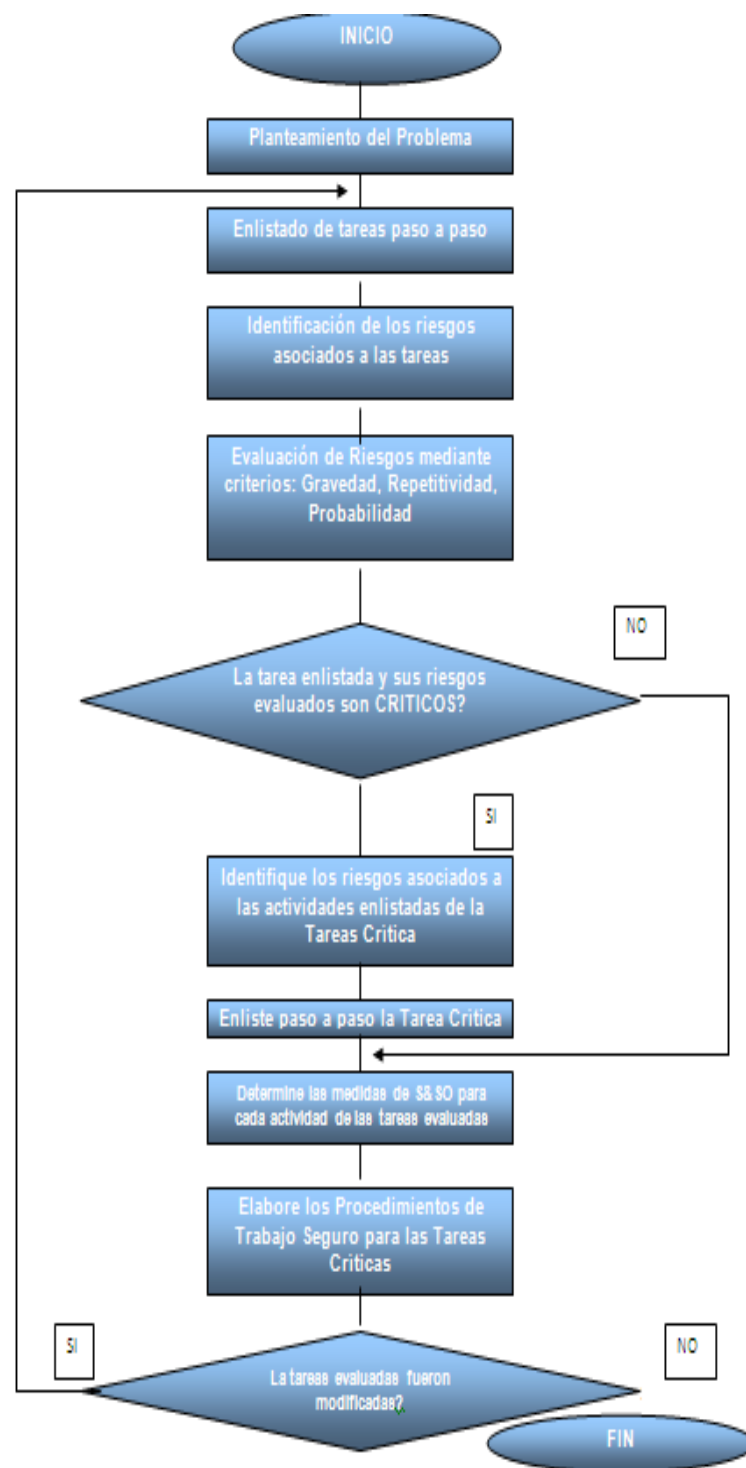 INICIO
Planteamiento del Problema
Enlistado de tareas paso a paso
Identificación de los riesgos
asociados a las tareas
Evaluación de Riesgos mediante
criterios: Gravedad, Repetitividad,
Probabilidad
NO
La tarea enlistada y sus riesgos
evaluados son CRITICOS?
SI
Identifique los riesgos asociados a
las actividades enlistadas de la
Tareas Critica
Enliste paso a paso la Tarea Critica
Determine las medidas de S&SO para
cada actividad de las tareas evaluadas
Elabore los Procedimientos de
Trabajo Seguro para las Tareas
Criticas
SI
NO
La tareas evaluadas fueron
modificadas?
FIN